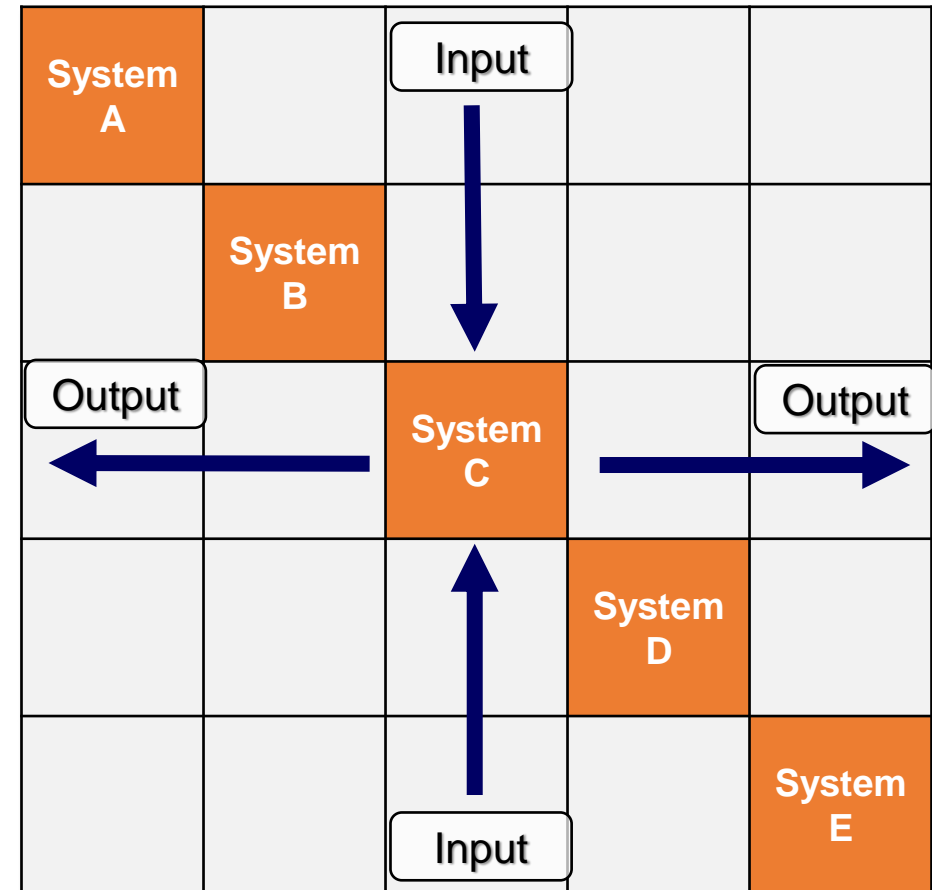 System
A
Input
System
B
Output
System
C
Output
System
D
Input
System
E